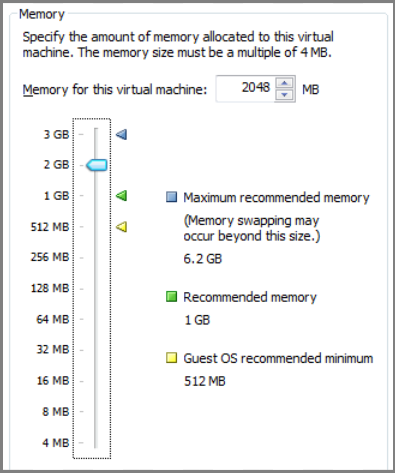 Memory
Specify the amount of memory allocated to this virtual
machine. The memory size must be a multiple of 4 MB.
Memory for this virtual machine: 2048 MB
3 GB
2 GB
1 GB
512 MB
256 MB
128 MB
64 MB
32 MB
16 MB
8 MB
4 MB
Maximum recommended memory
(Memory swapping may
occur beyond this size.)
6.2 GB
Recommended memory
1 GB
Guest OS recommended minimum
512 MB